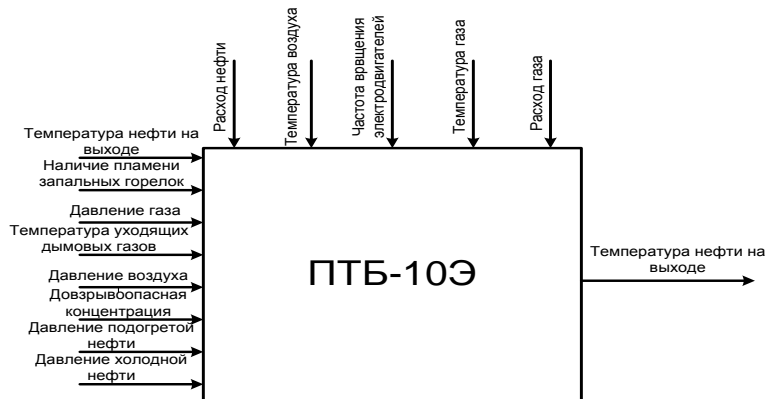 Расход нефти
Температура воздуха
Частота врвщения
электродвигателей
Температура газа
Расход газа
Температура нефти на
выходе
Наличие пламени
запальных горелок
Давление газа
Температура уходящих
дымовых газов
Давление воздуха
Довзрывоопасная
концентрация
Давление подогретой
нефти
Давление холодной
нефти
ПТБ-10Э
Температура нефти на
выходе